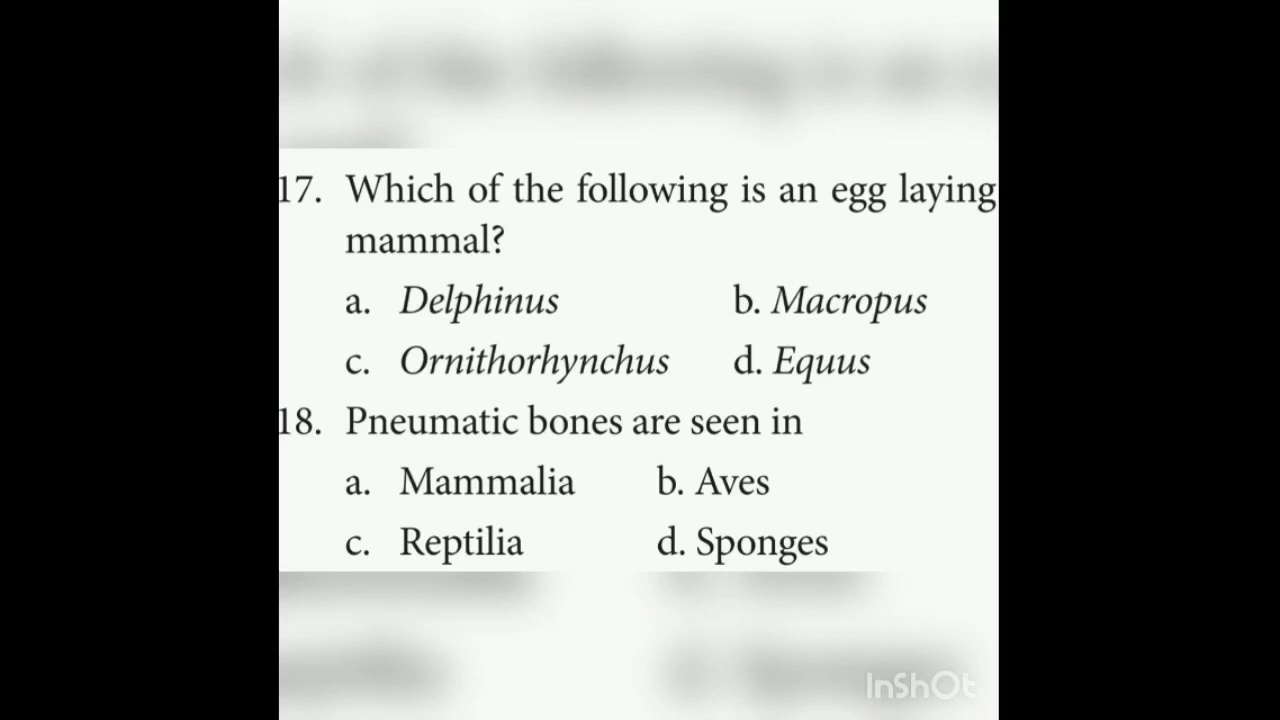 17. Which of the following is an egg laying
mammal?
a. Delphinus b. Macropus
c. Ornithorhynchus d. Equus
18. Pneumatic bones are seen in
a. Mammalia b. Aves
c. Reptilia d. Sponges
InShOt